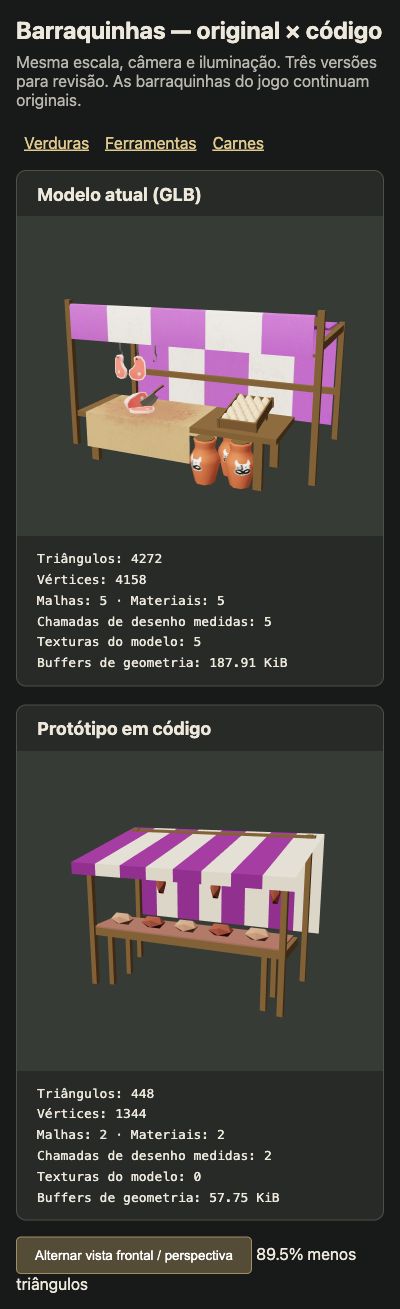 Barraquinhas — original × código
Mesma escala, câmera e iluminação. Três versões
para revisão. As barraquinhas do jogo continuam
originais.
Verduras Ferramentas Carnes
Modelo atual (GLB)
Triângulos: 4272
Vértices: 4158
Malhas: 5 · Materiais: 5
Chamadas de desenho medidas: 5
Texturas do modelo: 5
Buffers de geometria: 187.91 KiB
Protótipo em código
Triângulos: 448
Vértices: 1344
Malhas: 2 · Materiais: 2
Chamadas de desenho medidas: 2
Texturas do modelo: 0
Buffers de geometria: 57.75 KiB
Alternar vista frontal / perspectiva 89.5% menos
triângulos